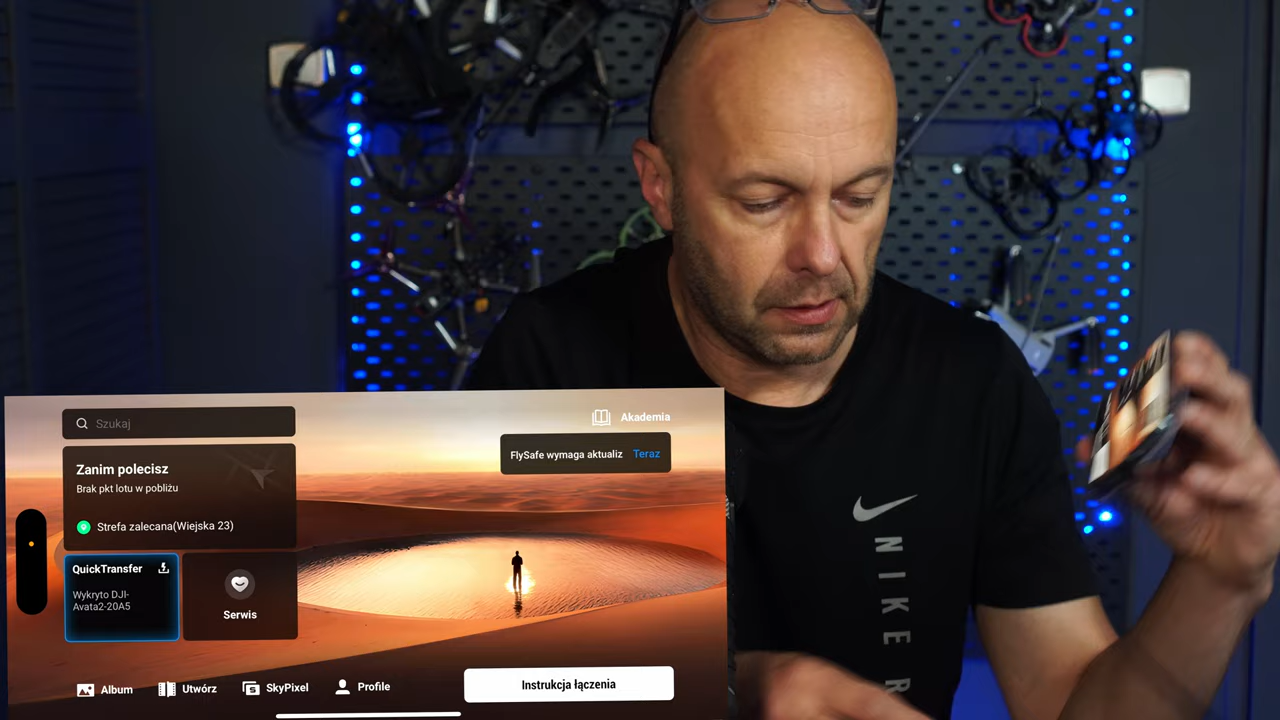 Szukaj
Akademia
Zanim polecisz
Brak pkt lotu w pobliżu
FlySafe wymaga aktualiz Teraz
Strefa zalecana(Wiejska 23)
QuickTransfer
Wykryto DJI-
Avata2-20A5
Serwis
Album
Utwórz
SkyPixel
Profile
Instrukcja łączenia
NIKE